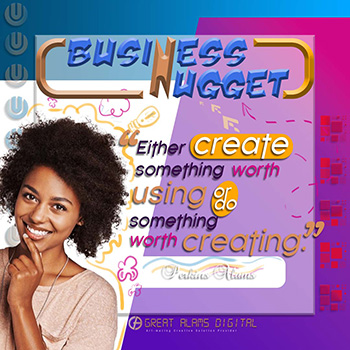 BUSINESS
NUGGET
“Either create
something worth
using or do
something
worth creating.”
Perkins Alams
GREAT ALAMS DIGITAL